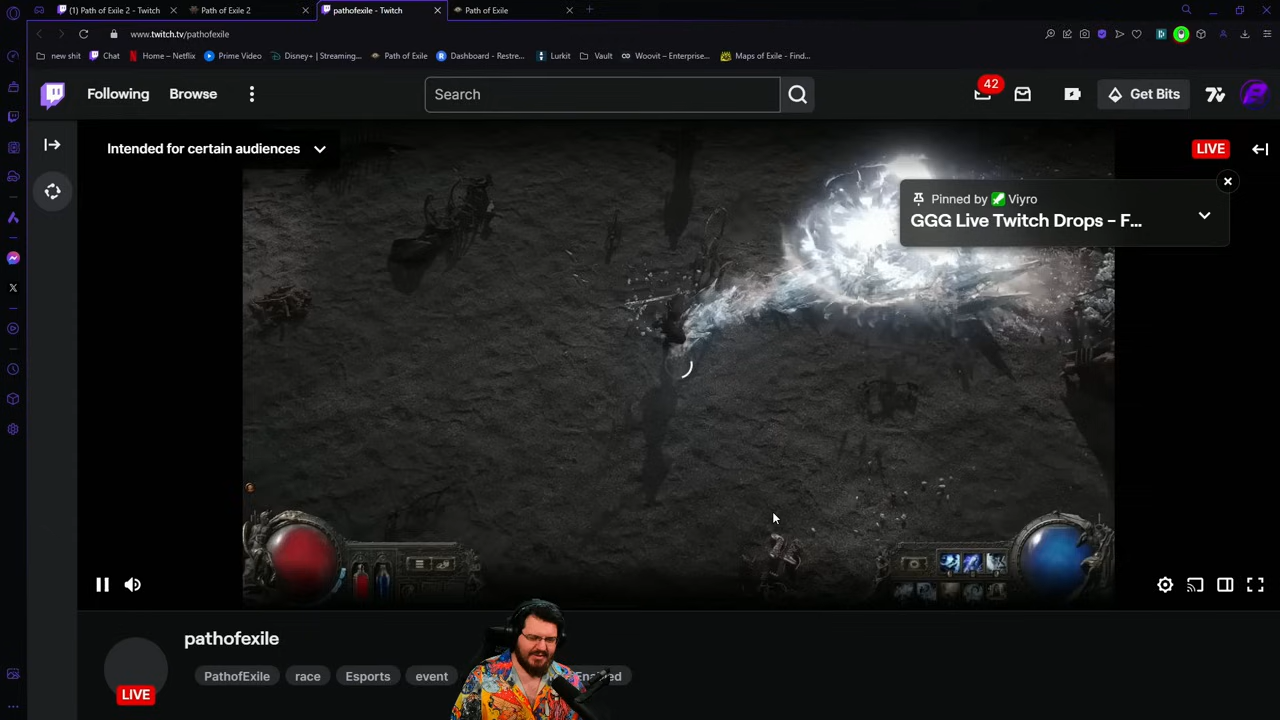 (1) Path of Exile 2 - Twitch
Path of Exile 2
pathofexile - Twitch
Path of Exile
www.twitch.tv/pathofexile
new shit
Chat
Home – Netflix
Prime Video
Disney+ | Streaming...
Path of Exile
Dashboard - Restre...
Lurkit
Vault
Woovit – Enterprise...
Maps of Exile - Find...
Following
Browse
Search
42
Get Bits
Intended for certain audiences
LIVE
Pinned by Viyro
GGG Live Twitch Drops - F...
pathofexile
LIVE
PathofExile
race
Esports
event